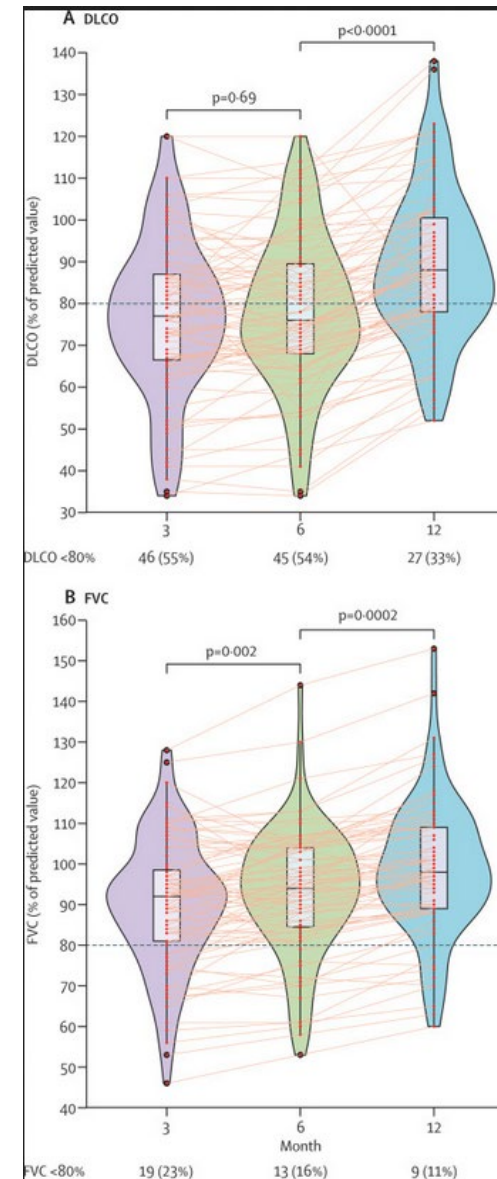 A DLCO
p<0·0001
p=0·69
140
130
120
110
100
90
80
70
60
50
40
30
DLCO (% of predicted value)
3 6 12
DLCO <80% 46 (55%) 45 (54%) 27 (33%)
B FVC
p=0·0002
p=0·002
160
150
140
130
120
110
100
90
80
70
60
50
40
FVC (% of predicted value)
3 6 12
Month
FVC <80% 19 (23%) 13 (16%) 9 (11%)